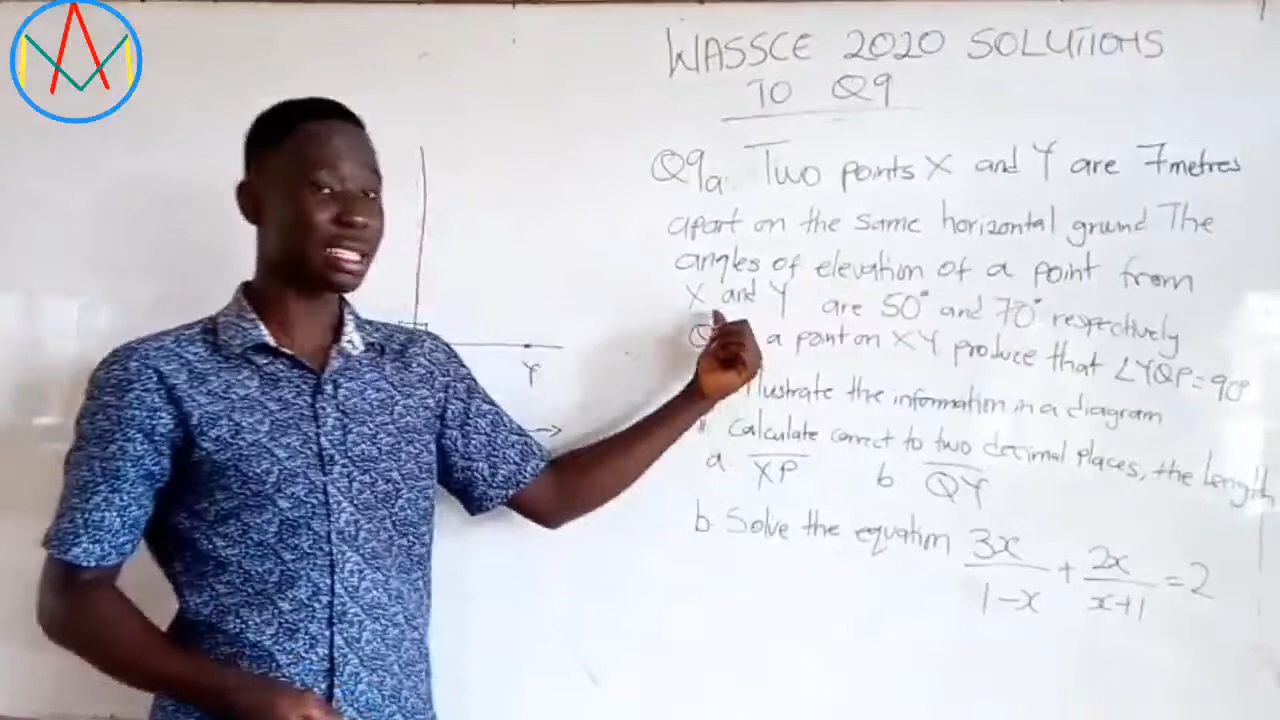 WASSCE 2020 SOLUTIONS
TO Q9
Q9a. Two points X and Y are 7metres
apart on the same horizontal grund The
angles of elevation of a point from
X and Y are 50° and 70° respectively
Q a point on XY produce that ∠YQP=90°
illustrate the information in a diagram
ii calculate correct to two decimal places, the length
a XP b QY
b. Solve the equation 3x/1-x + 2x/x+1 = 2
Y